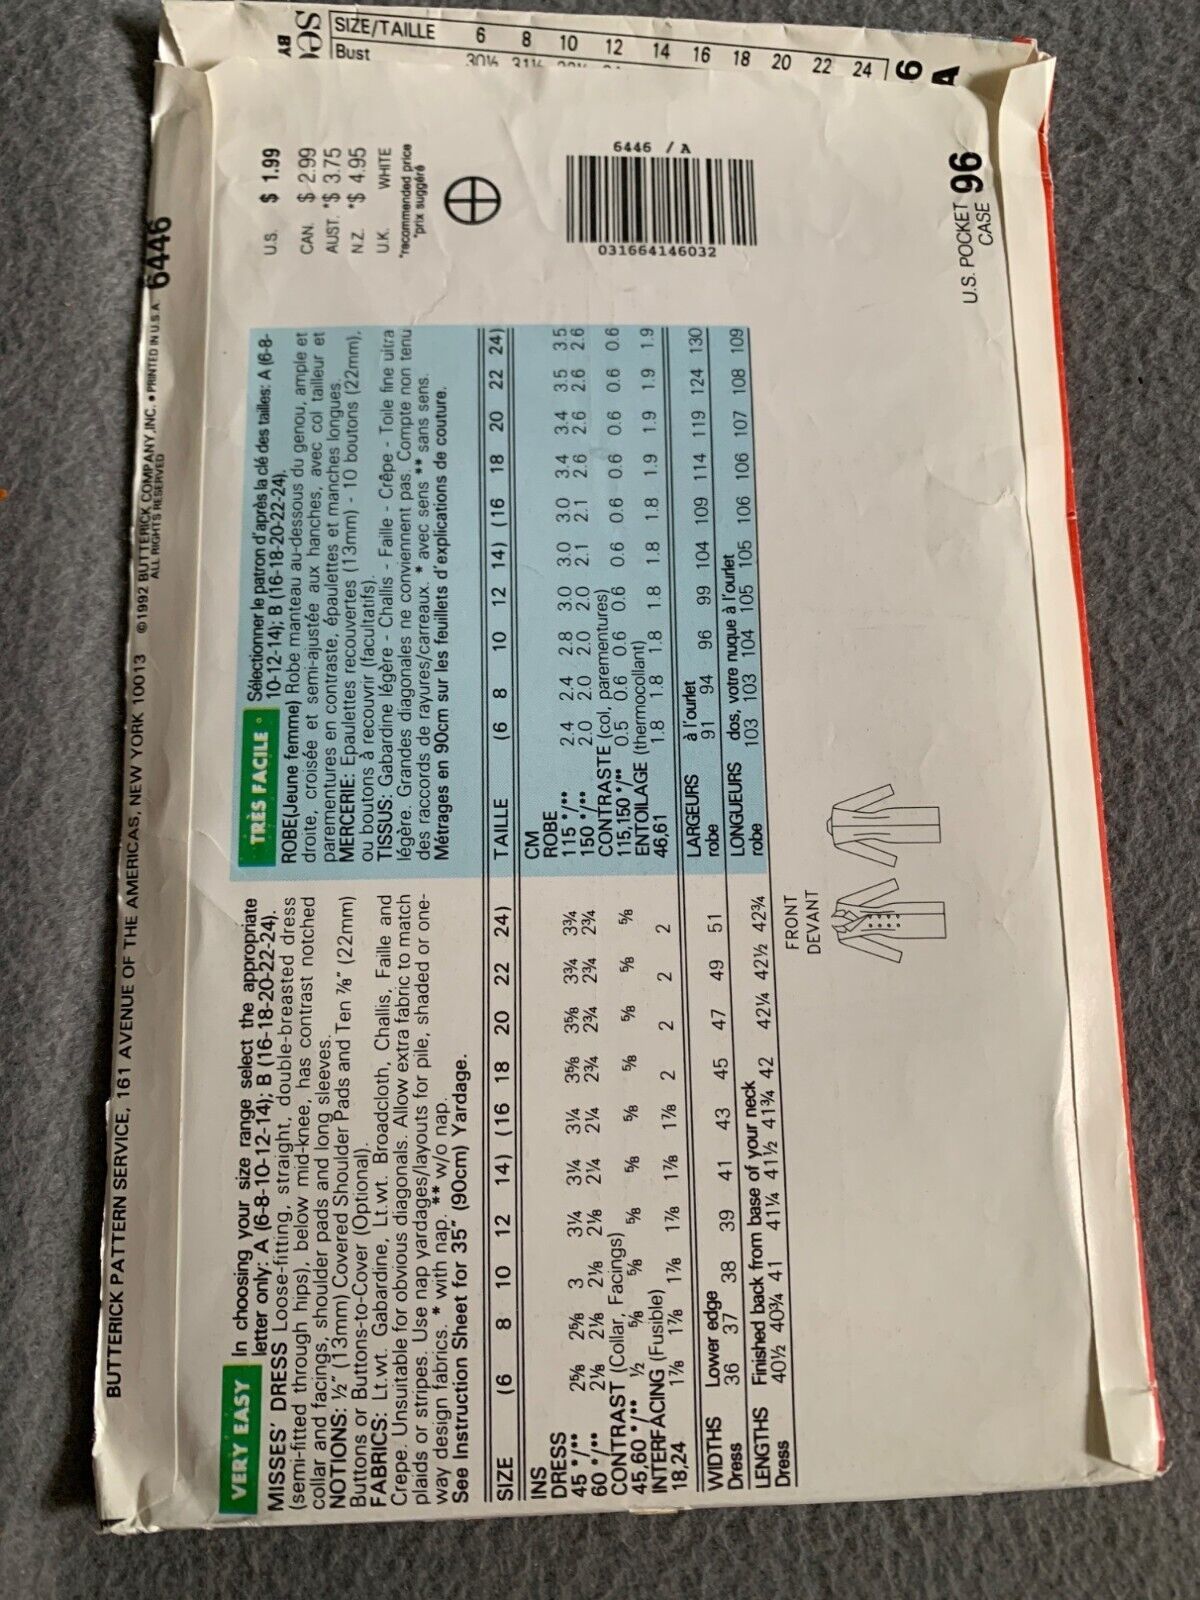 SIZE/TAILLE 6 8 10 12 14 16 18 20 22 24
Bust 30½ 31½
BY
6
A
BUTTERICK PATTERN SERVICE, 161 AVENUE OF THE AMERICAS, NEW YORK 10013 ©1992 BUTTERICK COMPANY, INC. • PRINTED IN U.S.A. 6446
ALL RIGHTS RESERVED
VERY EASY In choosing your size range select the appropriate
letter only: A (6-8-10-12-14); B (16-18-20-22-24).
MISSES' DRESS Loose-fitting, straight, double-breasted dress
(semi-fitted through hips), below mid-knee, has contrast notched
collar and facings, shoulder pads and long sleeves.
NOTIONS: ½" (13mm) Covered Shoulder Pads and Ten ⅞" (22mm)
Buttons or Buttons-to-Cover (Optional).
FABRICS: Lt.wt. Gabardine, Lt.wt. Broadcloth, Challis, Faille and
Crepe. Unsuitable for obvious diagonals. Allow extra fabric to match
plaids or stripes. Use nap yardages/layouts for pile, shaded or one-
way design fabrics. * with nap. ** w/o nap.
See Instruction Sheet for 35" (90cm) Yardage.
SIZE (6 8 10 12 14) (16 18 20 22 24)
INS
DRESS
45 */** 2⅝ 2⅝ 3 3¼ 3¼ 3¼ 3⅝ 3⅝ 3¾ 3¾
60 */** 2⅛ 2⅛ 2⅛ 2⅛ 2¼ 2¼ 2¾ 2¾ 2¾ 2¾
CONTRAST (Collar, Facings)
45,60 */** ½ ⅝ ⅝ ⅝ ⅝ ⅝ ⅝ ⅝ ⅝ ⅝
INTERFACING (Fusible)
18,24 1⅞ 1⅞ 1⅞ 1⅞ 1⅞ 1⅞ 2 2 2 2
WIDTHS Lower edge
Dress 36 37 38 39 41 43 45 47 49 51
LENGTHS Finished back from base of your neck
Dress 40½ 40¾ 41 41¼ 41½ 41¾ 42 42¼ 42½ 42¾
TRÈS FACILE • Sélectionner le patron d'après la clé des tailles: A (6-8-
10-12-14); B (16-18-20-22-24).
ROBE(Jeune femme) Robe manteau au-dessous du genou, ample et
droite, croisée et semi-ajustée aux hanches, avec col tailleur et
parementures en contraste, épaulettes et manches longues.
MERCERIE: Epaulettes recouvertes (13mm) - 10 boutons (22mm),
ou boutons à recouvrir (facultatifs).
TISSUS: Gabardine légère - Challis - Faille - Crêpe - Toile fine ultra
légère. Grandes diagonales ne conviennent pas. Compte non tenu
des raccords de rayures/carreaux. * avec sens ** sans sens.
Métrages en 90cm sur les feuillets d'explications de couture.
TAILLE (6 8 10 12 14) (16 18 20 22 24)
CM
ROBE
115 */** 2.4 2.4 2.8 3.0 3.0 3.0 3.4 3.4 3.5 3.5
150 */** 2.0 2.0 2.0 2.0 2.1 2.1 2.6 2.6 2.6 2.6
CONTRASTE (col, parementures)
115,150 */** 0.5 0.6 0.6 0.6 0.6 0.6 0.6 0.6 0.6 0.6
ENTOILAGE (thermocollant)
46,61 1.8 1.8 1.8 1.8 1.8 1.8 1.9 1.9 1.9 1.9
LARGEURS à l'ourlet
robe 91 94 96 99 104 109 114 119 124 130
LONGUEURS dos, votre nuque à l'ourlet
robe 103 103 104 105 105 106 106 107 108 109
U.S. $ 1.99
CAN. $ 2.99
AUST. *$ 3.75
N.Z. *$ 4.95
U.K. WHITE
*recommended price
*prix suggéré
6446 / A
031664146032
U.S. POCKET
CASE 96
FRONT
DEVANT